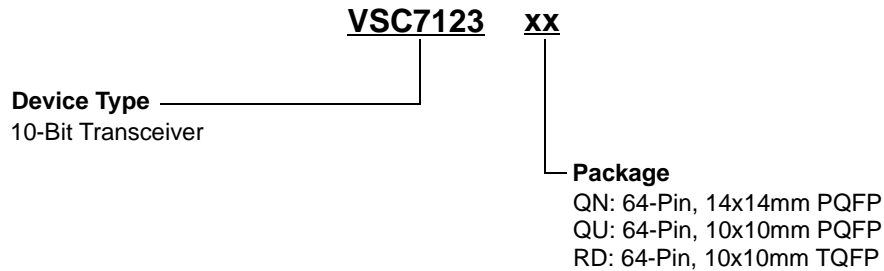 VSC7123 xx
Device Type
10-Bit Transceiver
Package
QN: 64-Pin, 14x14mm PQFP
QU: 64-Pin, 10x10mm PQFP
RD: 64-Pin, 10x10mm TQFP